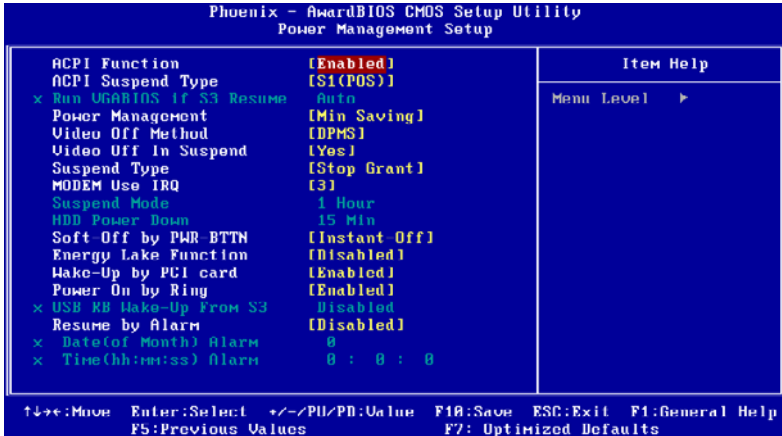 Phoenix - AwardBIOS CMOS Setup Utility
Power Management Setup
ACPI Function [Enabled]
ACPI Suspend Type [S1(POS)]
x Run VGABIOS if S3 Resume Auto
Power Management [Min Saving]
Video Off Method [DPMS]
Video Off In Suspend [Yes]
Suspend Type [Stop Grant]
MODEM Use IRQ [3]
Suspend Mode 1 Hour
HDD Power Down 15 Min
Soft-Off by PWR-BTTN [Instant-Off]
Energy Lake Function [Disabled]
Wake-Up by PCI card [Enabled]
Power On by Ring [Enabled]
x USB KB Wake-Up From S3 Disabled
Resume by Alarm [Disabled]
x Date(of Month) Alarm 0
x Time(hh:mm:ss) Alarm 0 : 0 : 0
Item Help
Menu Level ▶
↑↓→←:Move Enter:Select +/-/PU/PD:Value F10:Save ESC:Exit F1:General Help
F5:Previous Values F7: Optimized Defaults